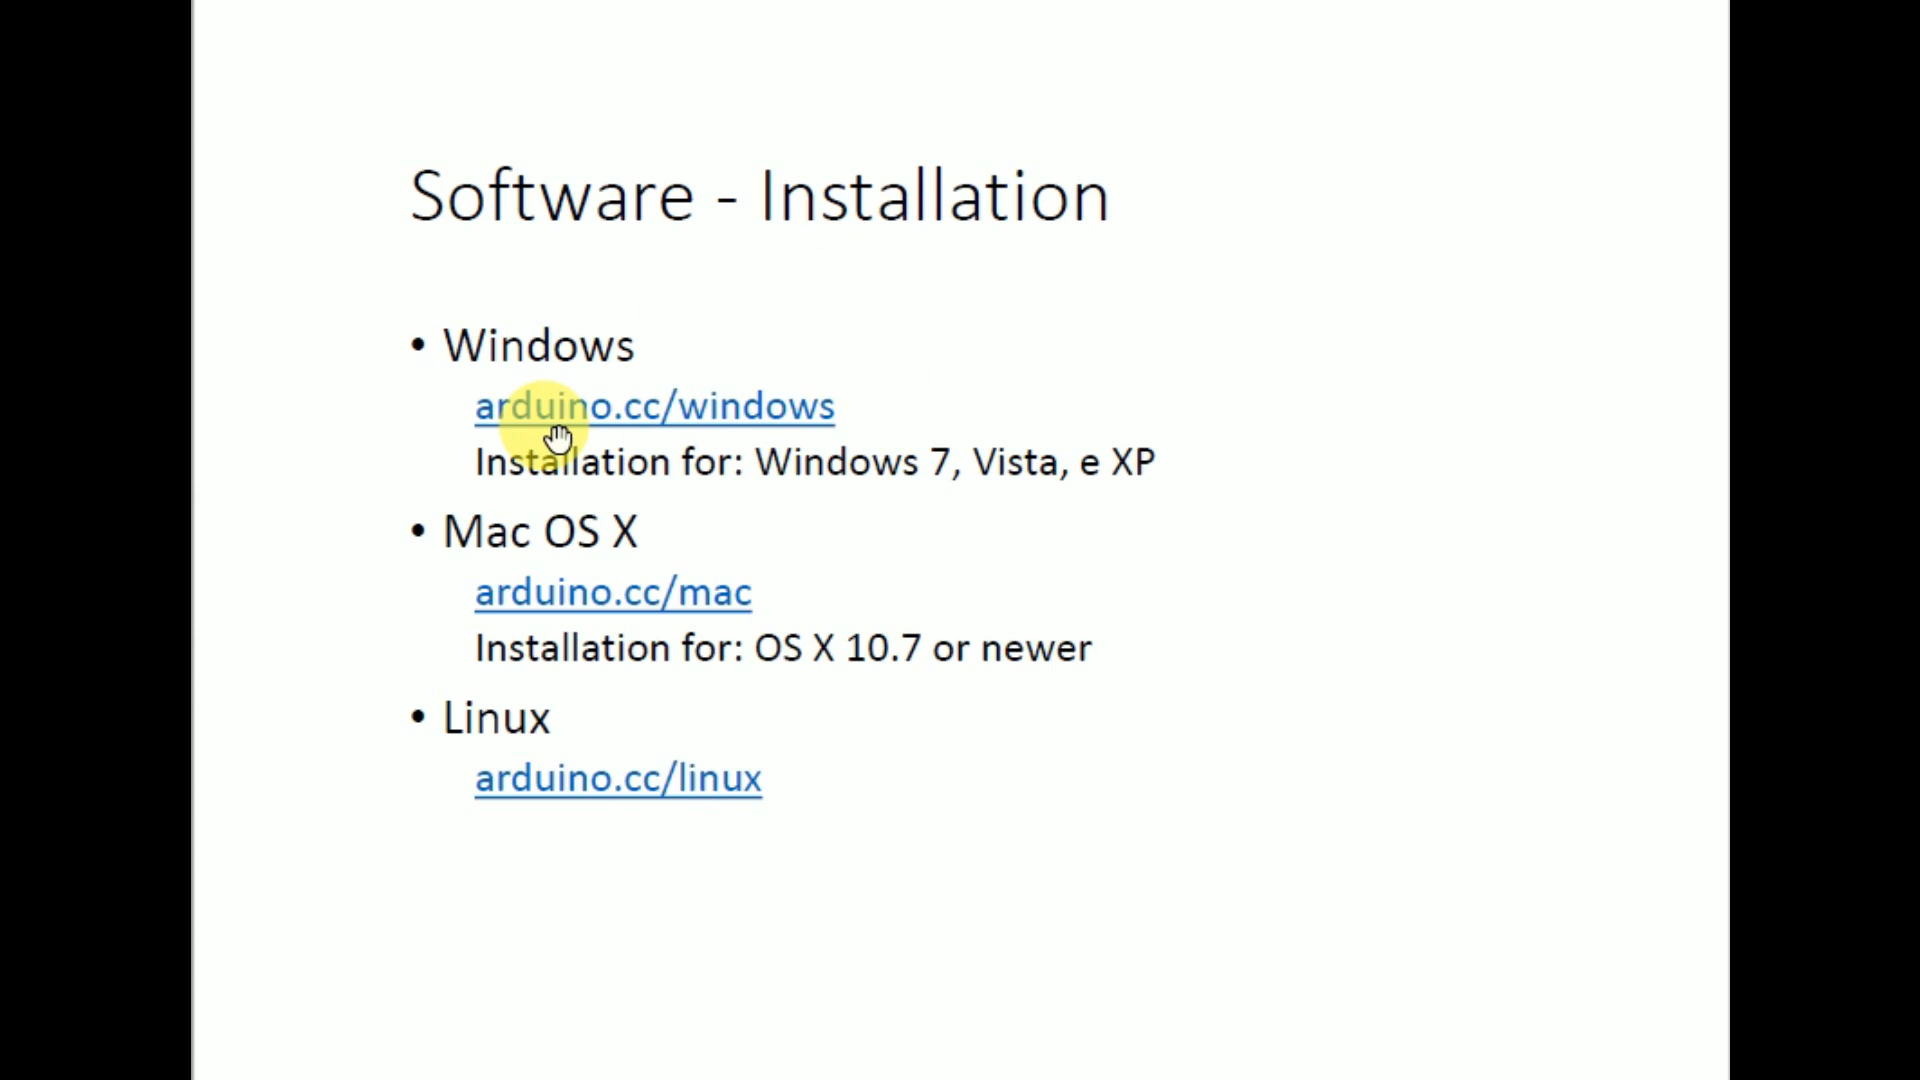 Software - Installation
• Windows
arduino.cc/windows
Installation for: Windows 7, Vista, e XP
• Mac OS X
arduino.cc/mac
Installation for: OS X 10.7 or newer
• Linux
arduino.cc/linux